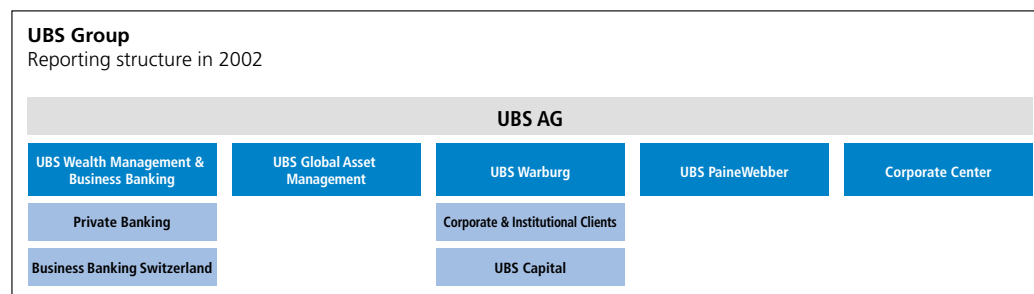 UBS Group
Reporting structure in 2002
UBS AG
UBS Wealth Management &
Business Banking
UBS Global Asset
Management
UBS Warburg
UBS PaineWebber
Corporate Center
Private Banking
Corporate & Institutional Clients
Business Banking Switzerland
UBS Capital